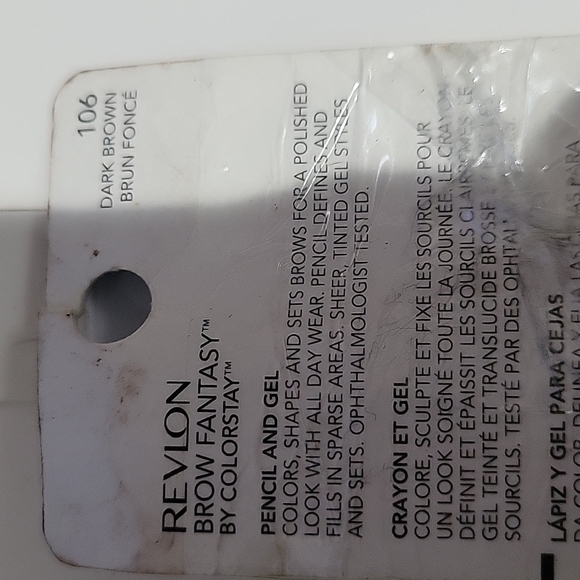 106
DARK BROWN
BRUN FONCÉ
REVLON
BROW FANTASY™
BY COLORSTAY™
PENCIL AND GEL
COLORS, SHAPES AND SETS BROWS FOR A POLISHED
LOOK WITH ALL DAY WEAR. PENCIL DEFINES AND
FILLS IN SPARSE AREAS. SHEER, TINTED GEL STYLES
AND SETS. OPHTHALMOLOGIST TESTED.
CRAYON ET GEL
COLORE, SCULPTE ET FIXE LES SOURCILS POUR
UN LOOK SOIGNÉ TOUTE LA JOURNÉE. LE CRAYON
DÉFINIT ET ÉPAISSIT LES SOURCILS LE
GEL TEINTÉ ET TRANSLUCIDE BROSSE
SOURCILS. TESTÉ PAR DES
LÁPIZ Y GEL PARA CEJAS
PARA